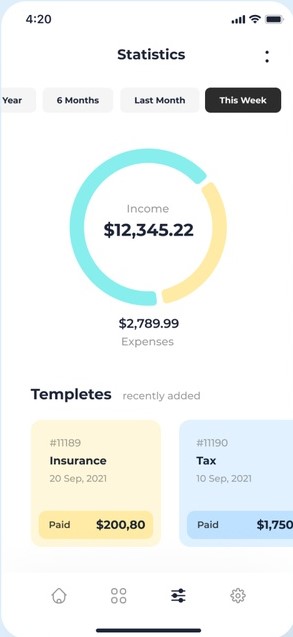 4:20
Statistics
Year
6 Months
Last Month
This Week
Income
$12,345.22
$2,789.99
Expenses
Templetes recently added
#11189
Insurance
20 Sep, 2021
Paid $200,80
#11190
Tax
10 Sep, 2021
Paid $1,750